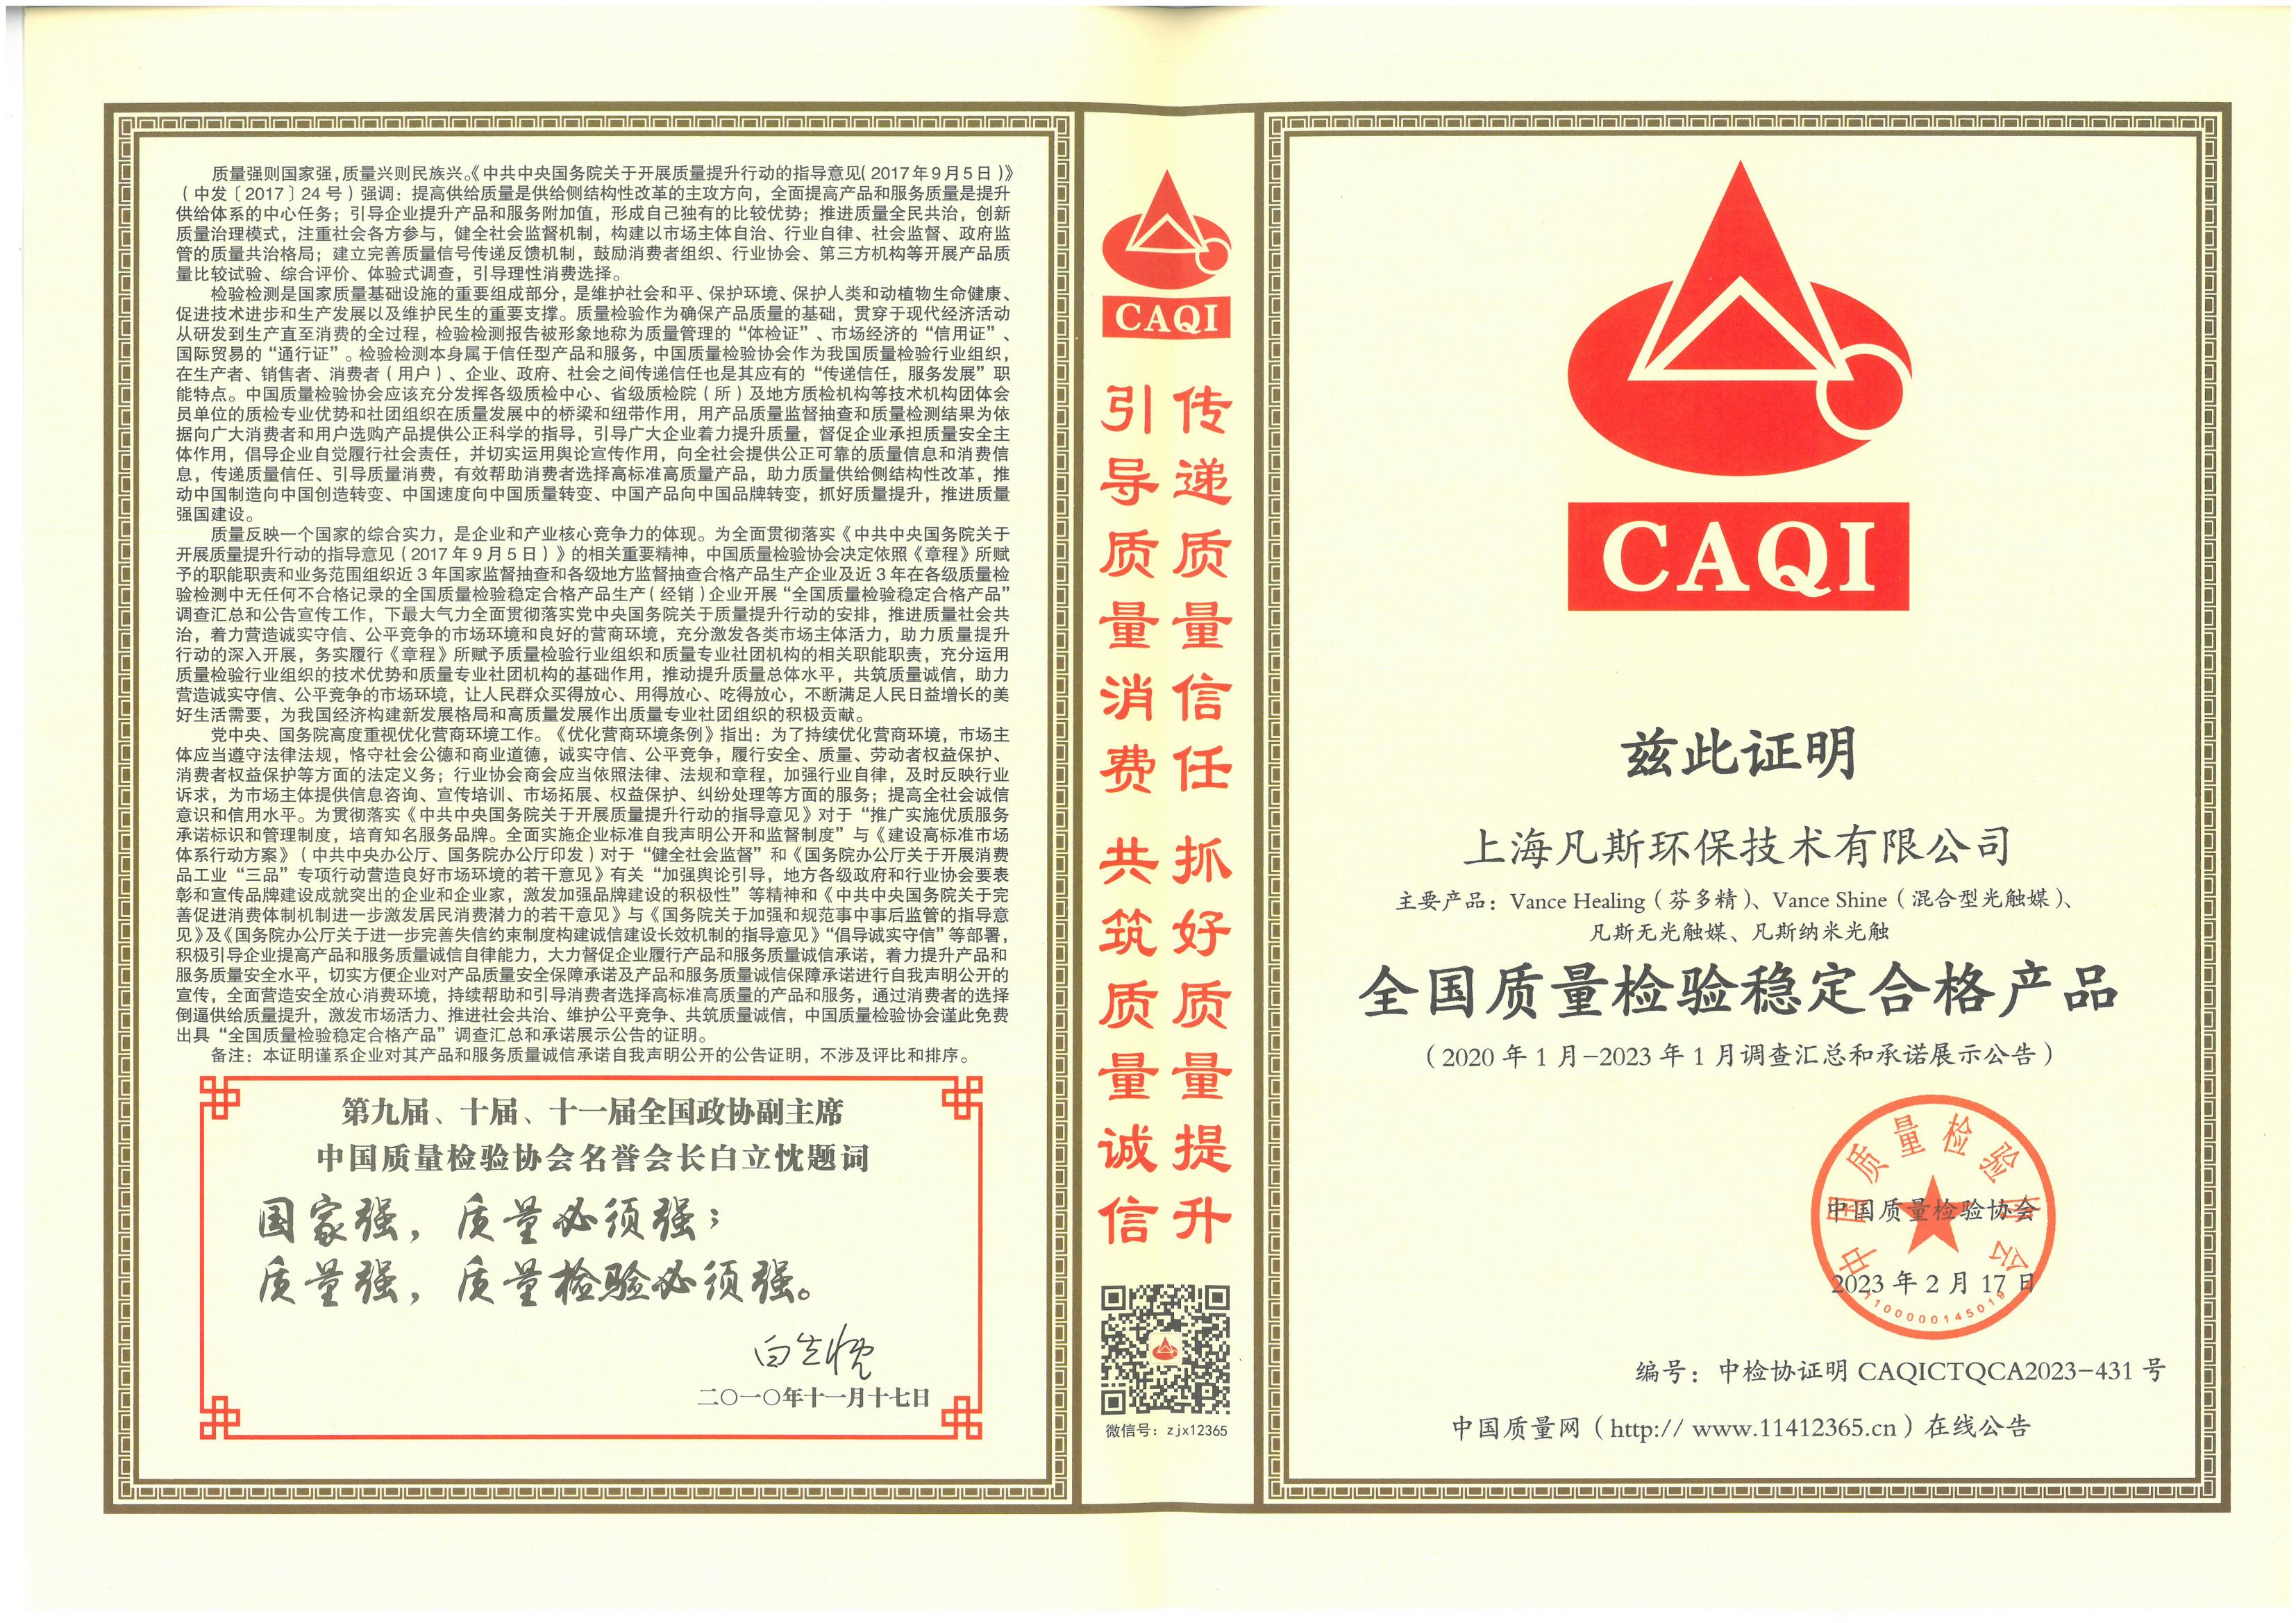 质量强则国家强，质量兴则民族兴。《中共中央国务院关于开展质量提升行动的指导意见（2017年9月5日）》
（中发〔2017〕24号）强调：提高供给质量是供给侧结构性改革的主攻方向，全面提高产品和服务质量是提升
供给体系的中心任务；引导企业提升产品和服务附加值，形成自己独有的比较优势；推进质量全民共治，创新
质量治理模式，注重社会各方参与，健全社会监督机制，构建以市场主体自治、行业自律、社会监督、政府监
管的质量共治格局；建立完善质量信号传递反馈机制，鼓励消费者组织、行业协会、第三方机构等开展产品质
量比较试验、综合评价、体验式调查，引导理性消费选择。
检验检测是国家质量基础设施的重要组成部分，是维护社会和平、保护环境、保护人类和动植物生命健康、
促进技术进步和生产发展以及维护民生的重要支撑。质量检验作为确保产品质量的基础，贯穿于现代经济活动
从研发到生产直至消费的全过程，检验检测报告被形象地称为质量管理的“体检证”、市场经济的“信用证”、
国际贸易的“通行证”。检验检测本身属于信任型产品和服务，中国质量检验协会作为我国质量检验行业组织，
在生产者、销售者、消费者（用户）、企业、政府、社会之间传递信任也是其应有的“传递信任，服务发展”职
能特点。中国质量检验协会应该充分发挥各级质检中心、省级质检院（所）及地方质检机构等技术机构团体会
员单位的质检专业优势和社团组织在质量发展中的桥梁和纽带作用，用产品质量监督抽查和质量检测结果为依
据向广大消费者和用户选购产品提供公正科学的指导，引导广大企业着力提升质量，督促企业承担质量安全主
体作用，倡导企业自觉履行社会责任，并切实运用舆论宣传作用，向全社会提供公正可靠的质量信息和消费信
息，传递质量信任、引导质量消费，有效帮助消费者选择高标准高质量产品，助力质量供给侧结构性改革，推
动中国制造向中国创造转变、中国速度向中国质量转变、中国产品向中国品牌转变，抓好质量提升，推进质量
强国建设。
质量反映一个国家的综合实力，是企业和产业核心竞争力的体现。为全面贯彻落实《中共中央国务院关于
开展质量提升行动的指导意见（2017年9月5日）》的相关重要精神，中国质量检验协会决定依照《章程》所赋
予的职能职责和业务范围组织近3年国家监督抽查和各级地方监督抽查合格产品生产企业及近3年在各级质量检
验检测中无任何不合格记录的全国质量检验稳定合格产品生产（经销）企业开展“全国质量检验稳定合格产品”
调查汇总和公告宣传工作，下最大气力全面贯彻落实党中央国务院关于质量提升行动的安排，推进质量社会共
治，着力营造诚实守信、公平竞争的市场环境和良好的营商环境，充分激发各类市场主体活力，助力质量提升
行动的深入开展，务实履行《章程》所赋予质量检验行业组织和质量专业社团机构的相关职能职责，充分运用
质量检验行业组织的技术优势和质量专业社团机构的基础作用，推动提升质量总体水平，共筑质量诚信，助力
营造诚实守信、公平竞争的市场环境，让人民群众买得放心、用得放心、吃得放心，不断满足人民日益增长的美
好生活需要，为我国经济构建新发展格局和高质量发展作出质量专业社团组织的积极贡献。
党中央、国务院高度重视优化营商环境工作。《优化营商环境条例》指出：为了持续优化营商环境，市场主
体应当遵守法律法规，恪守社会公德和商业道德，诚实守信、公平竞争，履行安全、质量、劳动者权益保护、
消费者权益保护等方面的法定义务；行业协会商会应当依照法律、法规和章程，加强行业自律，及时反映行业
诉求，为市场主体提供信息咨询、宣传培训、市场拓展、权益保护、纠纷处理等方面的服务；提高全社会诚信
意识和信用水平。为贯彻落实《中共中央国务院关于开展质量提升行动的指导意见》对于“推广实施优质服务
承诺标识和管理制度，培育知名服务品牌。全面实施企业标准自我声明公开和监督制度”与《建设高标准市场
体系行动方案》（中共中央办公厅、国务院办公厅印发）对于“健全社会监督”和《国务院办公厅关于开展消费
品工业“三品”专项行动营造良好市场环境的若干意见》有关“加强舆论引导，地方各级政府和行业协会要表
彰和宣传品牌建设成就突出的企业和企业家，激发加强品牌建设的积极性”等精神和《中共中央国务院关于完
善促进消费体制机制进一步激发居民消费潜力的若干意见》与《国务院关于加强和规范事中事后监管的指导意
见》及《国务院办公厅关于进一步完善失信约束制度构建诚信建设长效机制的指导意见》“倡导诚实守信”等部署，
积极引导企业提高产品和服务质量诚信自律能力，大力督促企业履行产品和服务质量诚信承诺，着力提升产品和
服务质量安全水平，切实方便企业对产品质量安全保障承诺及产品和服务质量诚信保障承诺进行自我声明公开的
宣传，全面营造安全放心消费环境，持续帮助和引导消费者选择高标准高质量的产品和服务，通过消费者的选择
倒逼供给质量提升，激发市场活力、推进社会共治、维护公平竞争、共筑质量诚信，中国质量检验协会谨此免费
出具“全国质量检验稳定合格产品”调查汇总和承诺展示公告的证明。
备注：本证明谨系企业对其产品和服务质量诚信承诺自我声明公开的公告证明，不涉及评比和排序。
第九届、十届、十一届全国政协副主席
中国质量检验协会名誉会长白立忱题词
国家强，质量必须强；
质量强，质量检验必须强。
白立忱
二〇一〇年十一月十七日
CAQI
传递质量信任 抓好质量提升
引导质量消费 共筑质量诚信
微信号：zjx12365
CAQI
兹此证明
上海凡斯环保技术有限公司
主要产品：Vance Healing（芬多精）、Vance Shine（混合型光触媒）、
凡斯无光触媒、凡斯纳米光触
全国质量检验稳定合格产品
（2020年1月-2023年1月调查汇总和承诺展示公告）
中国质量检验协会
中国质量检验协会
2023年2月17日
1100000145019
编号：中检协证明 CAQICTQCA2023-431 号
中国质量网（http:// www.11412365.cn）在线公告